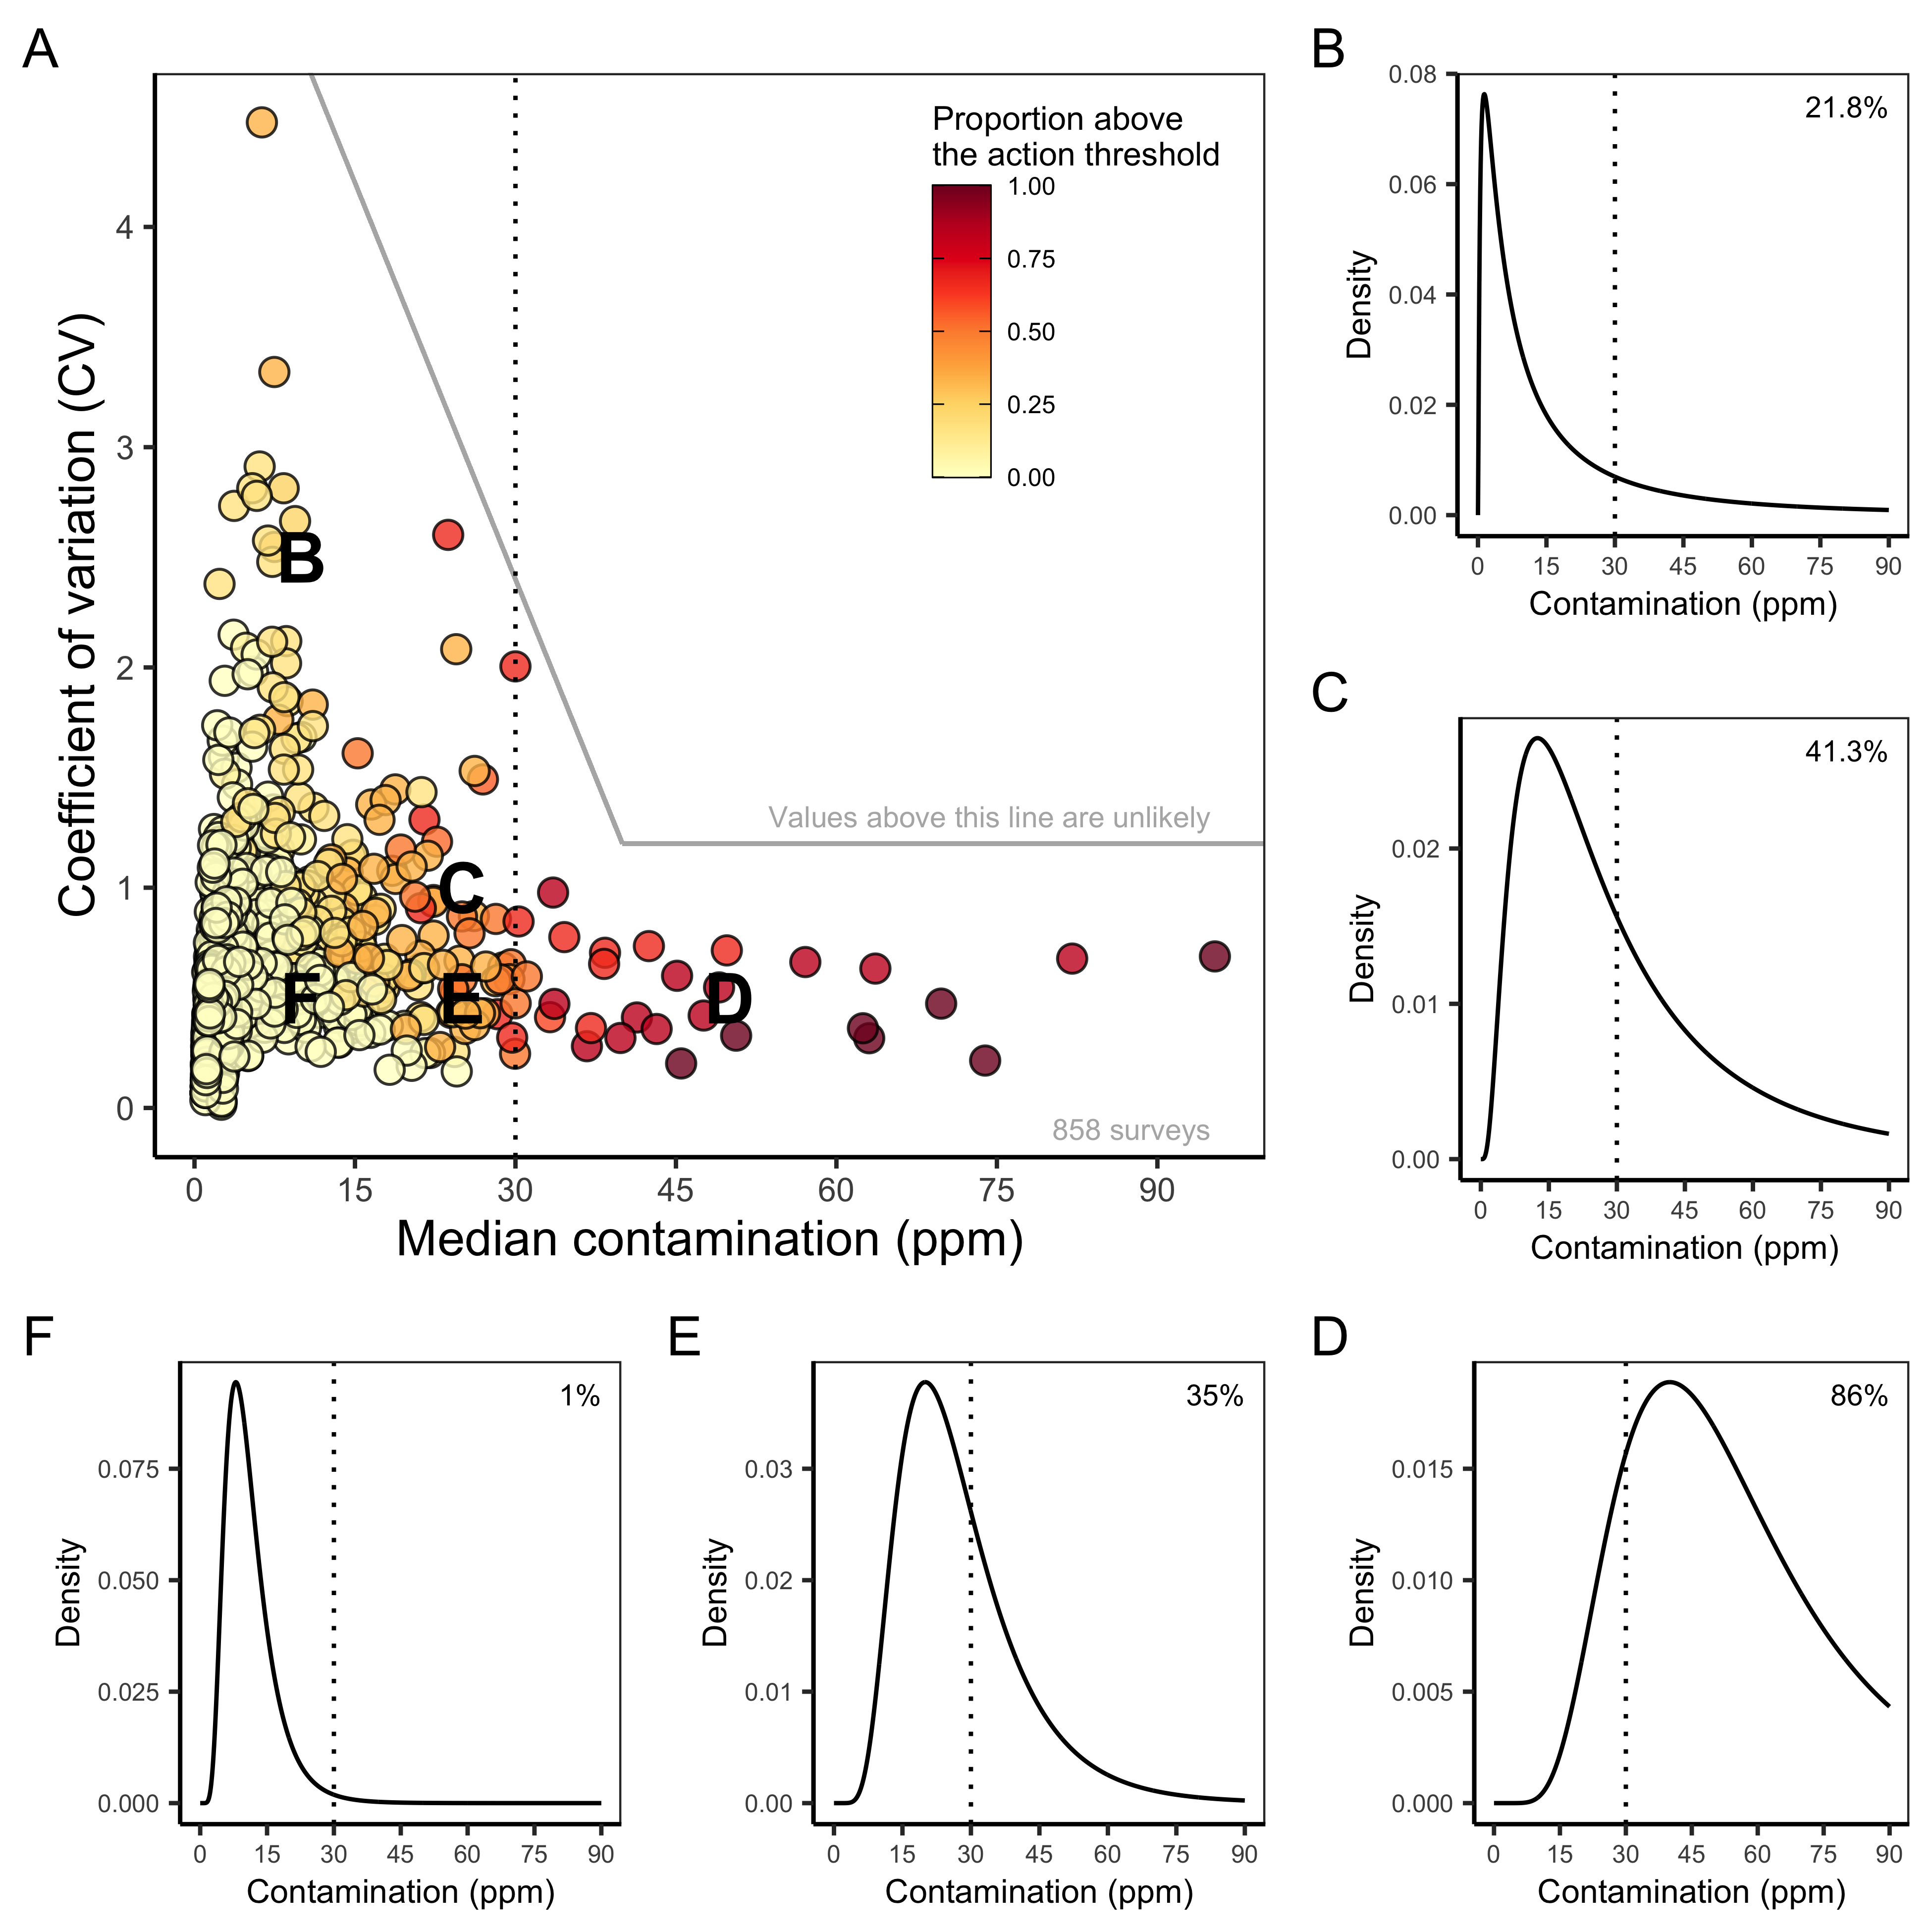 A
Coefficient of variation (CV)
4
3
2
1
0
Proportion above
the action threshold
1.00
0.75
0.50
0.25
0.00
B
C
F
E
D
Values above this line are unlikely
858 surveys
0 15 30 45 60 75 90
Median contamination (ppm)
B
21.8%
Density
0.08
0.06
0.04
0.02
0.00
0 15 30 45 60 75 90
Contamination (ppm)
C
41.3%
Density
0.02
0.01
0.00
0 15 30 45 60 75 90
Contamination (ppm)
F
1%
Density
0.075
0.050
0.025
0.000
0 15 30 45 60 75 90
Contamination (ppm)
E
35%
Density
0.03
0.02
0.01
0.00
0 15 30 45 60 75 90
Contamination (ppm)
D
86%
Density
0.015
0.010
0.005
0.000
0 15 30 45 60 75 90
Contamination (ppm)